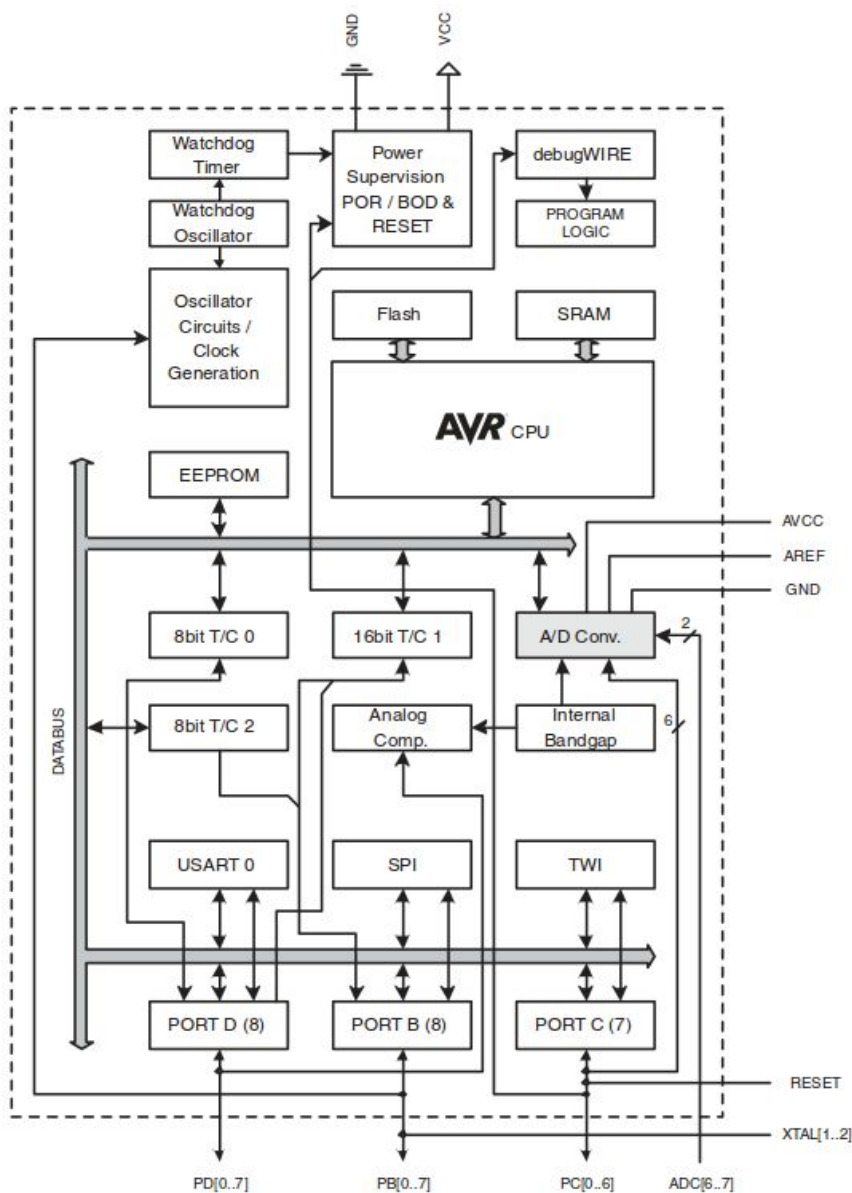 GND
VCC
Watchdog
Timer
Power
Supervision
POR / BOD &
RESET
debugWIRE
Watchdog
Oscillator
PROGRAM
LOGIC
Oscillator
Circuits /
Clock
Generation
Flash
SRAM
AVR CPU
EEPROM
AVCC
AREF
GND
8bit T/C 0
16bit T/C 1
A/D Conv.
2
DATABUS
8bit T/C 2
Analog
Comp.
Internal
Bandgap
6
USART 0
SPI
TWI
PORT D (8)
PORT B (8)
PORT C (7)
RESET
XTAL[1..2]
PD[0..7]
PB[0..7]
PC[0..6]
ADC[6..7]